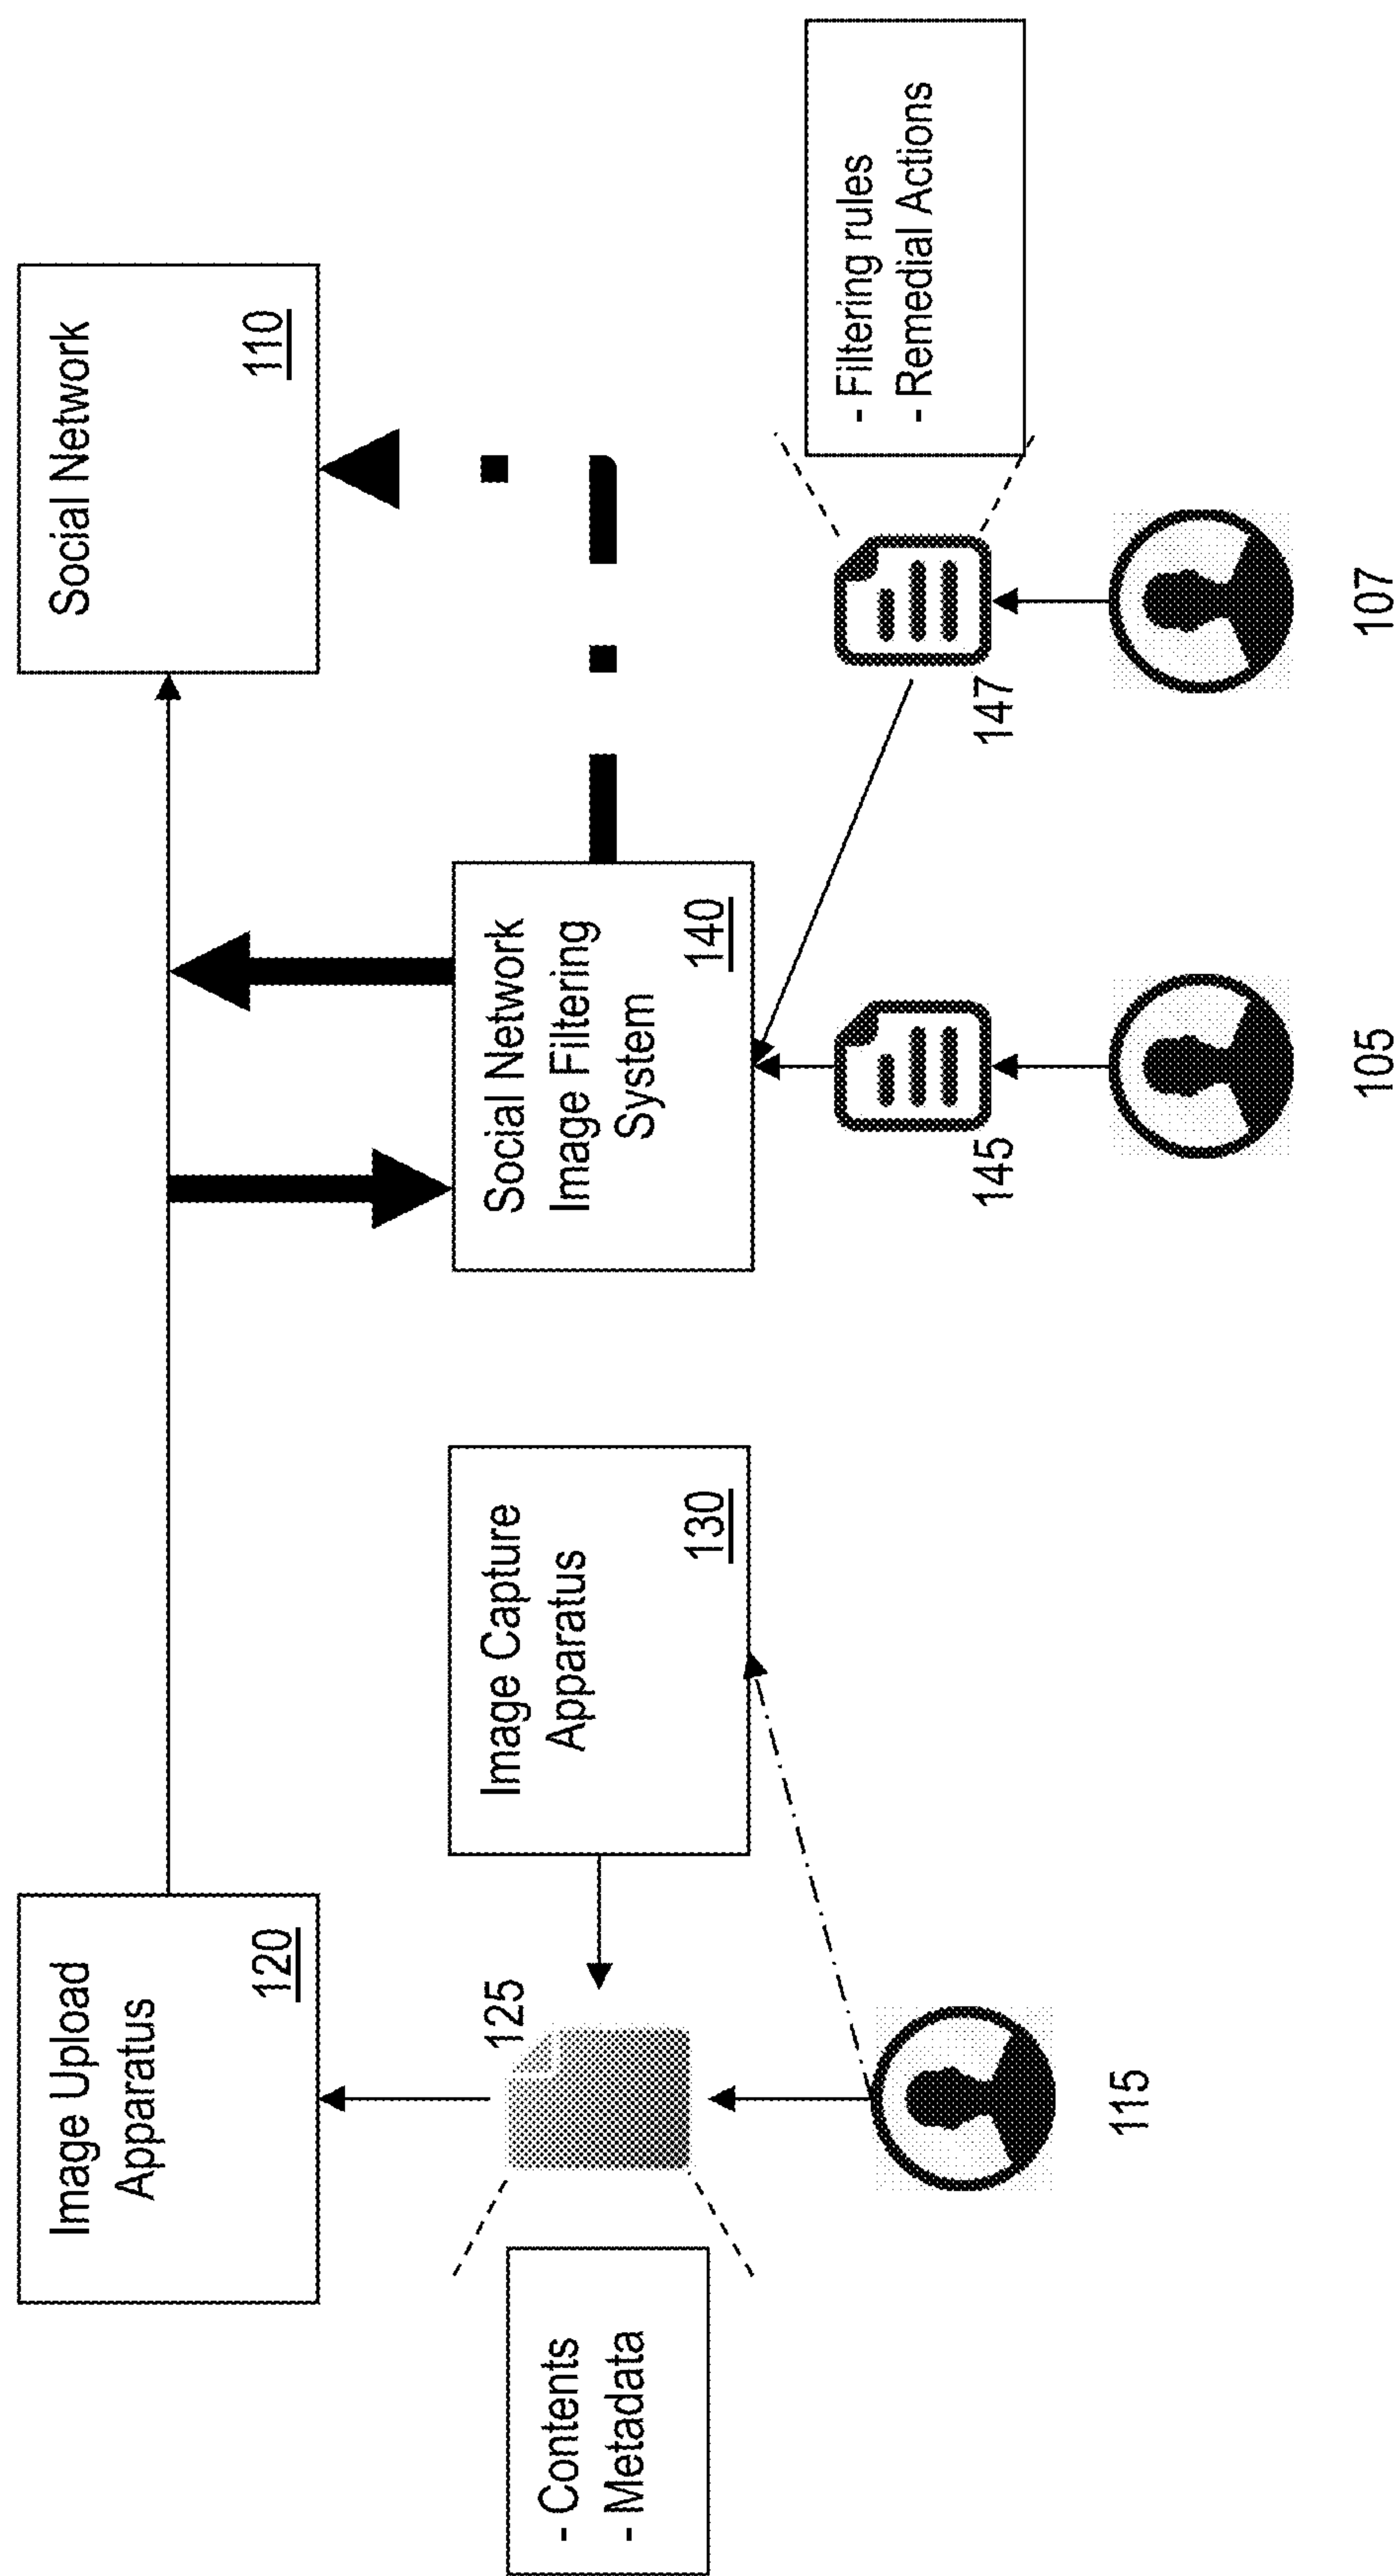 Image Upload
Apparatus
120
Social Network
110
- Contents
- Metadata
125
Image Capture
Apparatus
130
Social Network
Image Filtering
System
140
- Filtering rules
- Remedial Actions
145
147
115
105
107